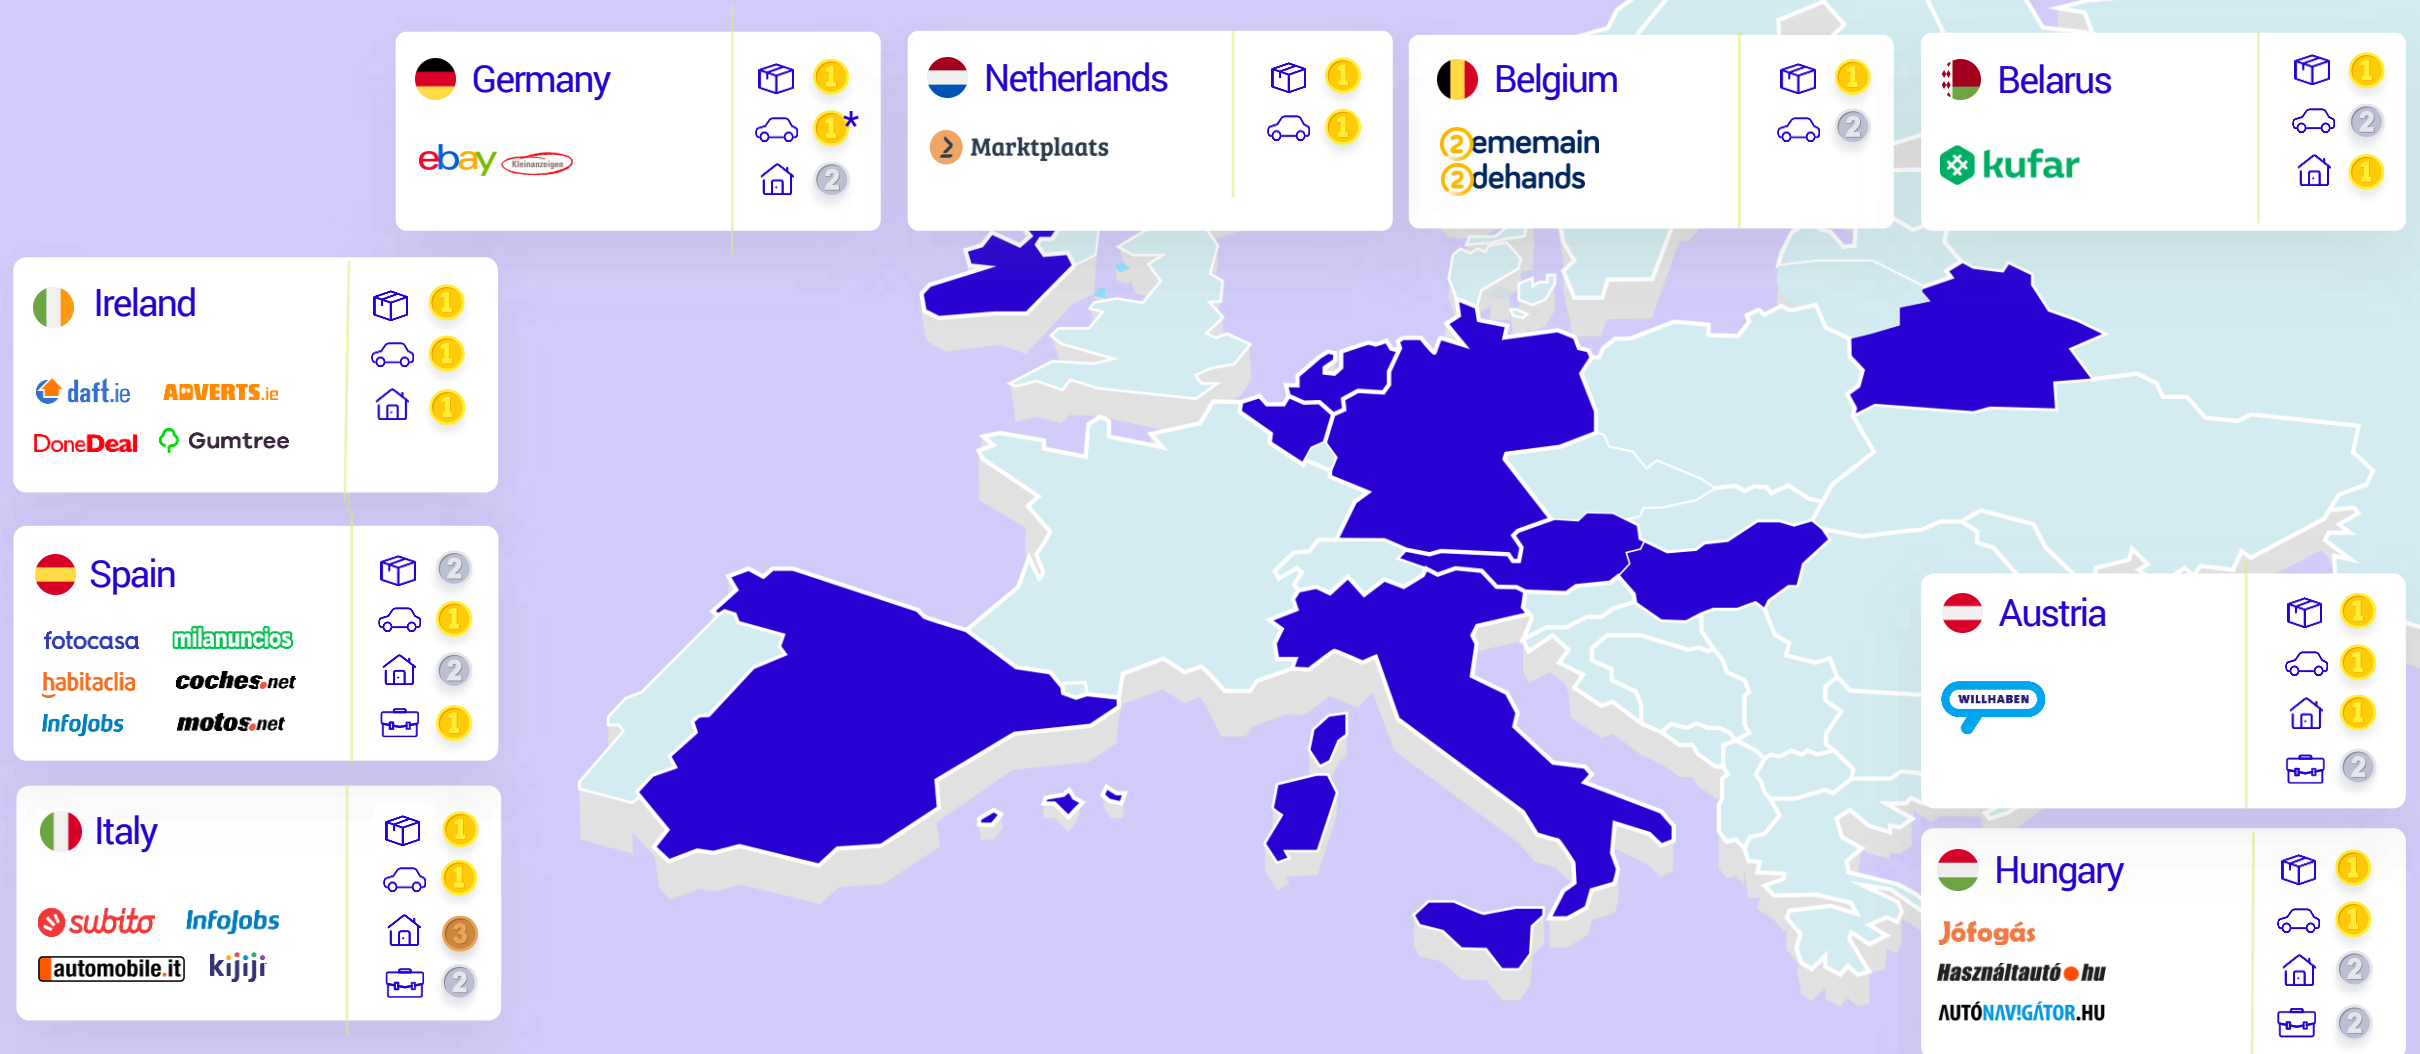 Germany
1
1*
2
ebay Kleinanzeigen
Netherlands
1
1
Marktplaats
Belgium
1
2
2ememain
2dehands
Belarus
1
2
1
kufar
Ireland
1
1
1
daft.ie ADVERTS.ie
DoneDeal Gumtree
Spain
2
1
2
1
fotocasa milanuncios
habitaclia coches.net
InfoJobs motos.net
Italy
1
1
3
2
subito InfoJobs
automobile.it kijiji
Austria
1
1
1
2
WILLHABEN
Hungary
1
1
2
2
Jófogás
Használtautó hu
AUTÓNAV!GÁTOR.HU